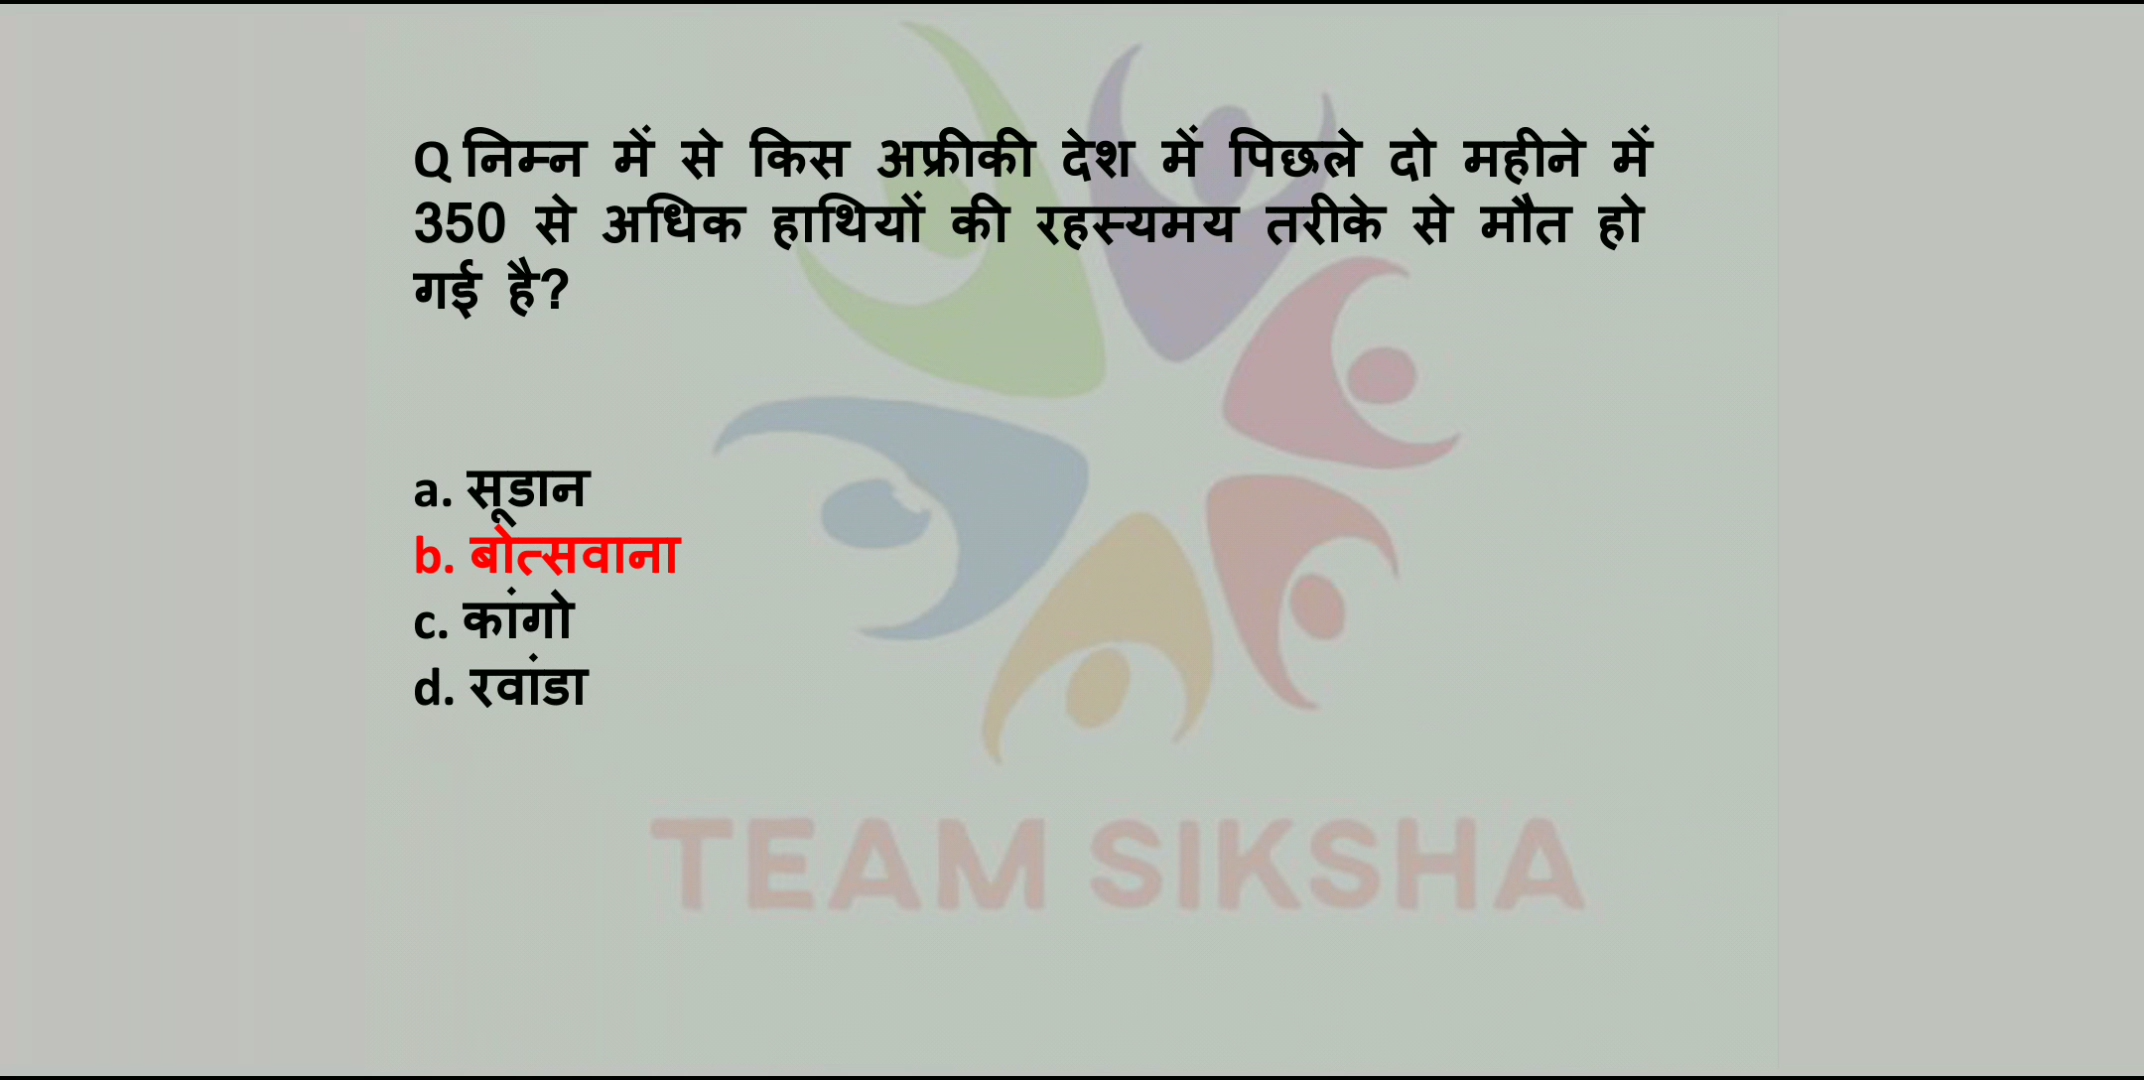 Q निम्न में से किस अफ्रीकी देश में पिछले दो महीने में
350 से अधिक हाथियों की रहस्यमय तरीके से मौत हो
गई है?
a. सूडान
b. बोत्सवाना
c. कांगो
d. रवांडा
TEAM SIKSHA